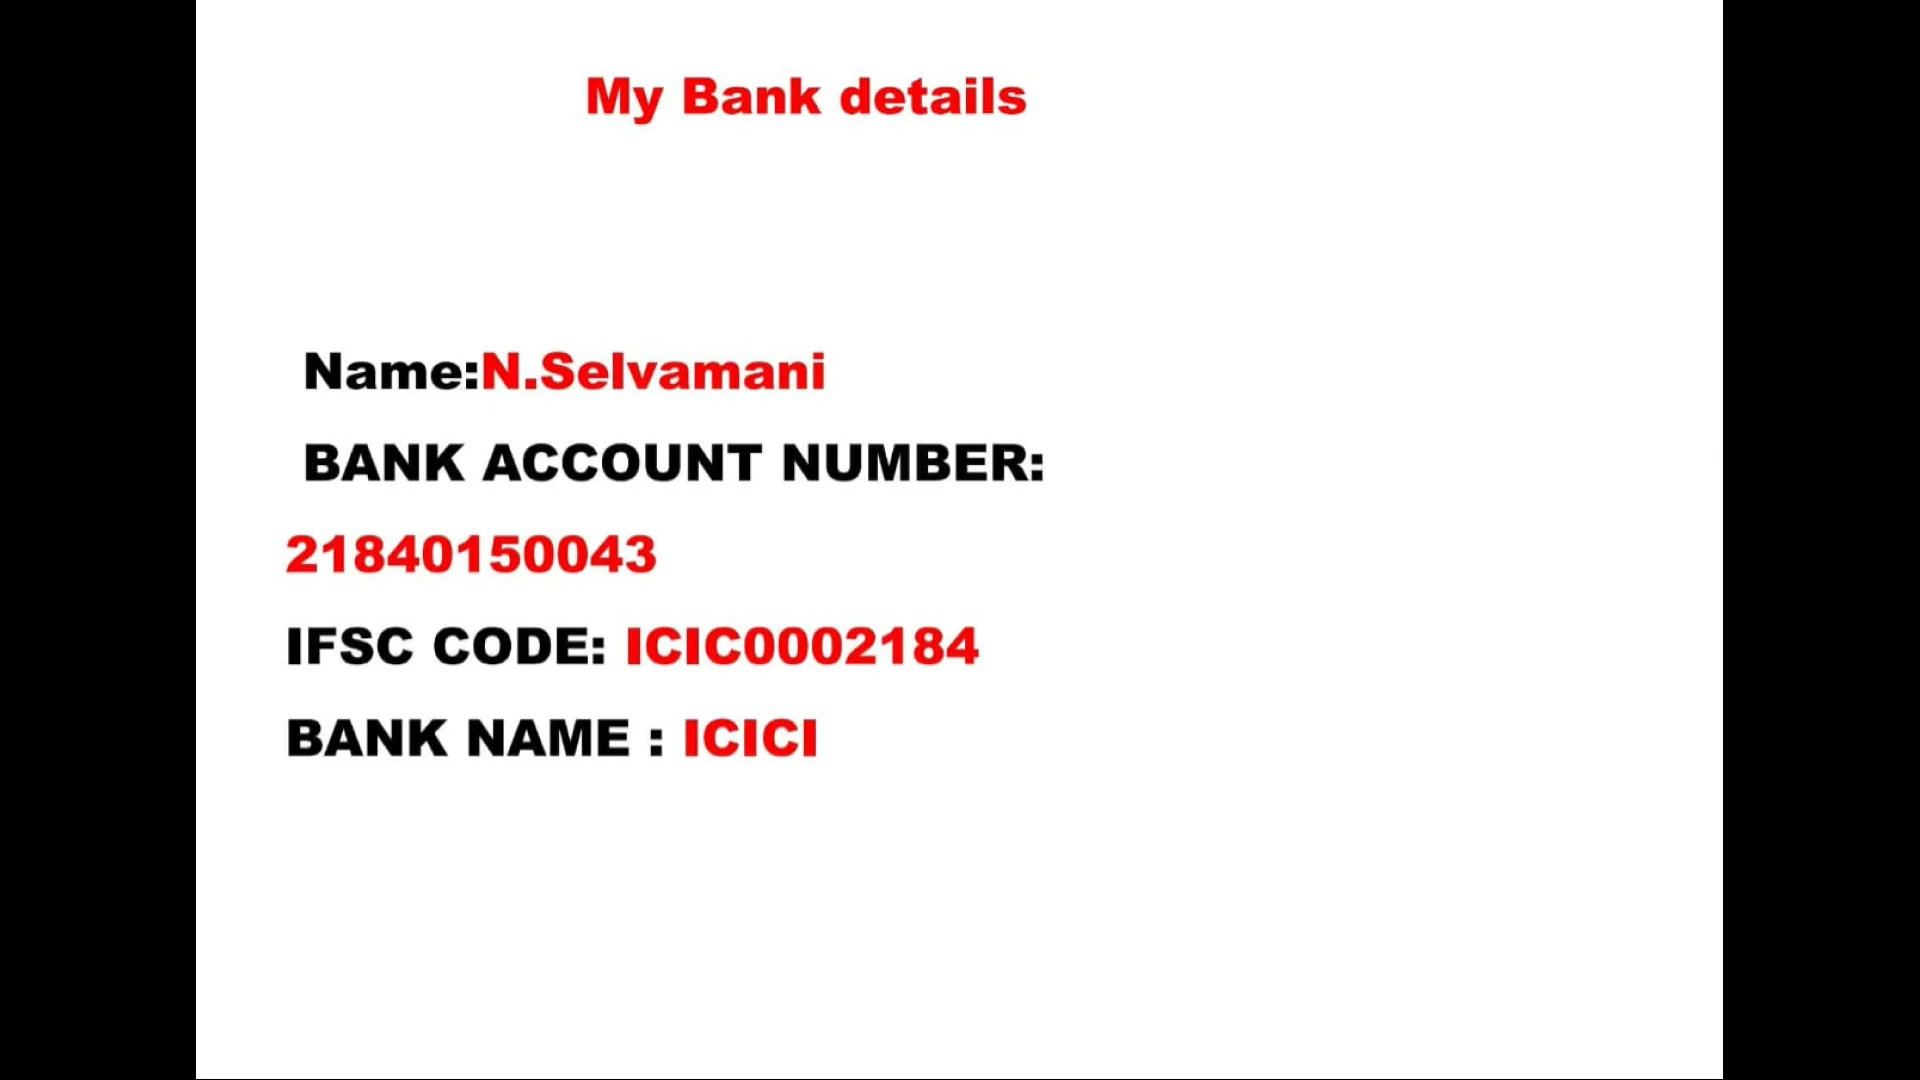 My Bank details
Name:N.Selvamani
BANK ACCOUNT NUMBER:
21840150043
IFSC CODE: ICIC0002184
BANK NAME : ICICI